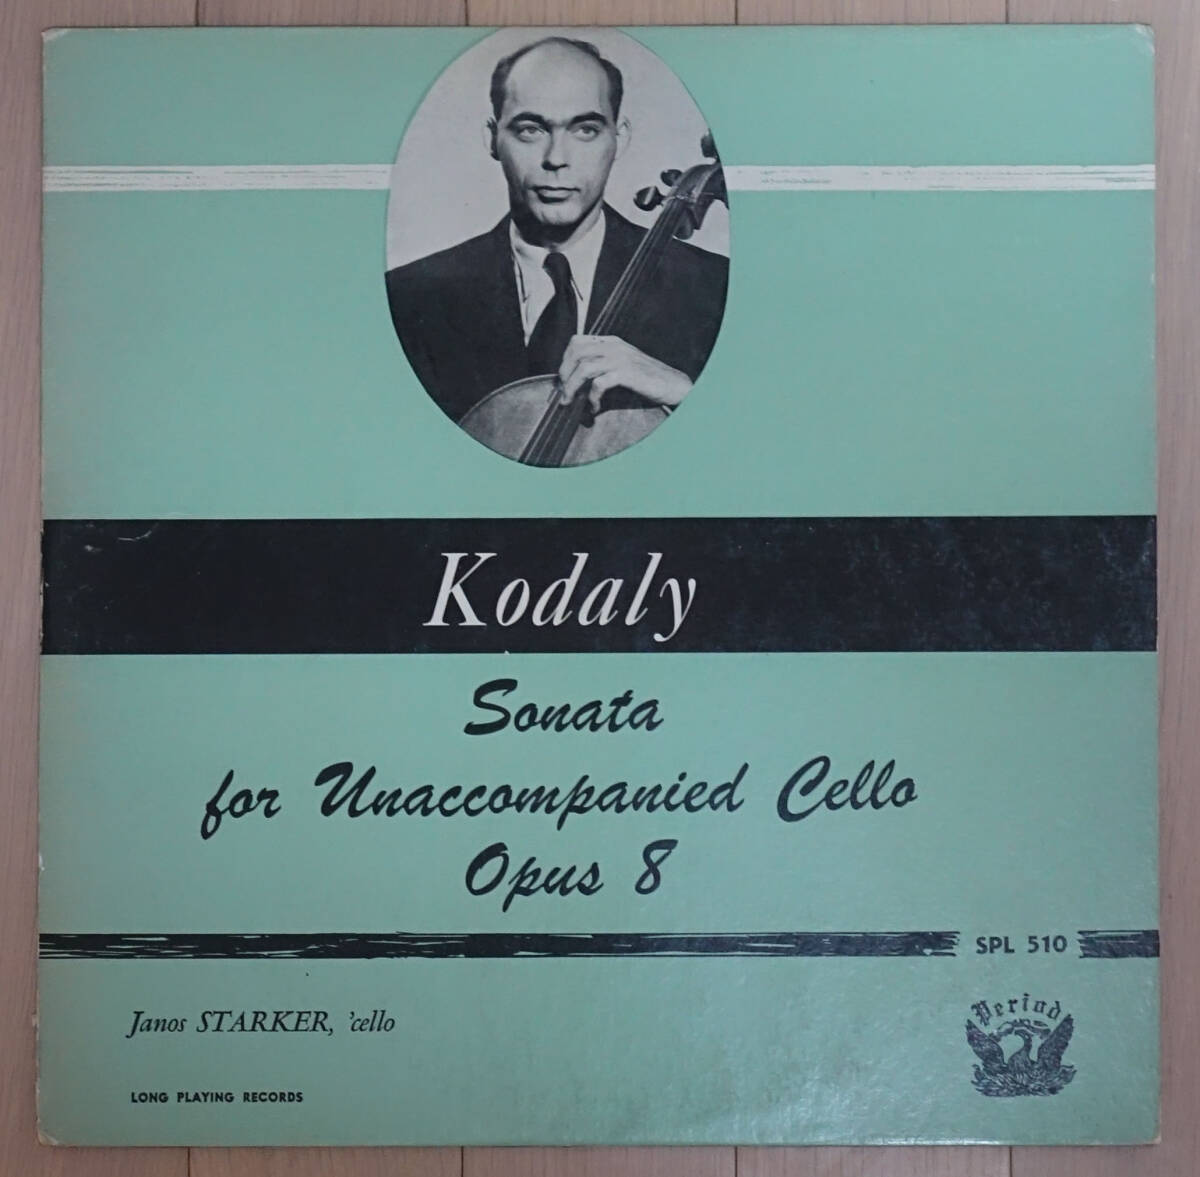 Kodaly
Sonata
for Unaccompanied Cello
Opus 8
SPL 510
Period
Janos STARKER, 'cello
LONG PLAYING RECORDS